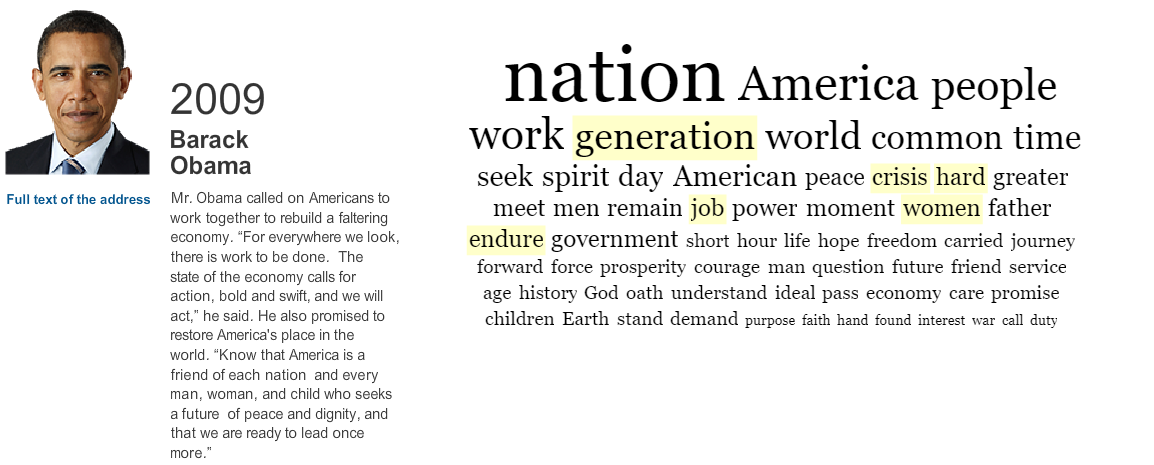 2009
Barack
Obama
Full text of the address
Mr. Obama called on Americans to
work together to rebuild a faltering
economy. “For everywhere we look,
there is work to be done.  The
state of the economy calls for
action, bold and swift, and we will
act,” he said. He also promised to
restore America's place in the
world. “Know that America is a
friend of each nation  and every
man, woman, and child who seeks
a future  of peace and dignity, and
that we are ready to lead once
more.”
nation America people
work generation world common time
seek spirit day American peace crisis hard greater
meet men remain job power moment women father
endure government short hour life hope freedom carried journey
forward force prosperity courage man question future friend service
age history God oath understand ideal pass economy care promise
children Earth stand demand purpose faith hand found interest war call duty